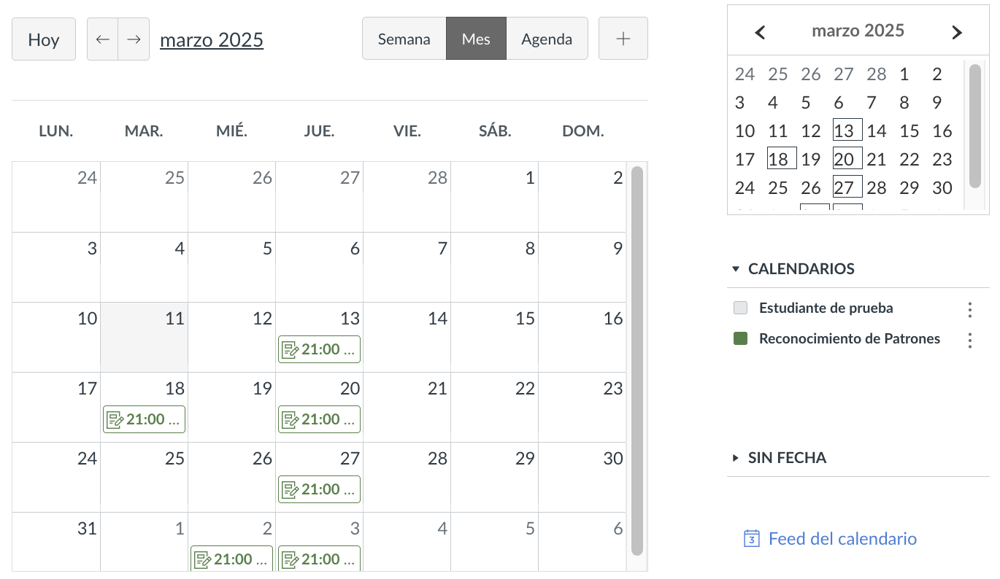 Hoy ← → marzo 2025 Semana Mes Agenda +
LUN. MAR. MIÉ. JUE. VIE. SÁB. DOM.
24 25 26 27 28 1 2
3 4 5 6 7 8 9
10 11 12 13 14 15 16
21:00 ...
17 18 19 20 21 22 23
21:00 ... 21:00 ...
24 25 26 27 28 29 30
21:00 ...
31 1 2 3 4 5 6
21:00 ... 21:00 ...
marzo 2025
24 25 26 27 28 1 2
3 4 5 6 7 8 9
10 11 12 13 14 15 16
17 18 19 20 21 22 23
24 25 26 27 28 29 30
CALENDARIOS
Estudiante de prueba
Reconocimiento de Patrones
SIN FECHA
3 Feed del calendario